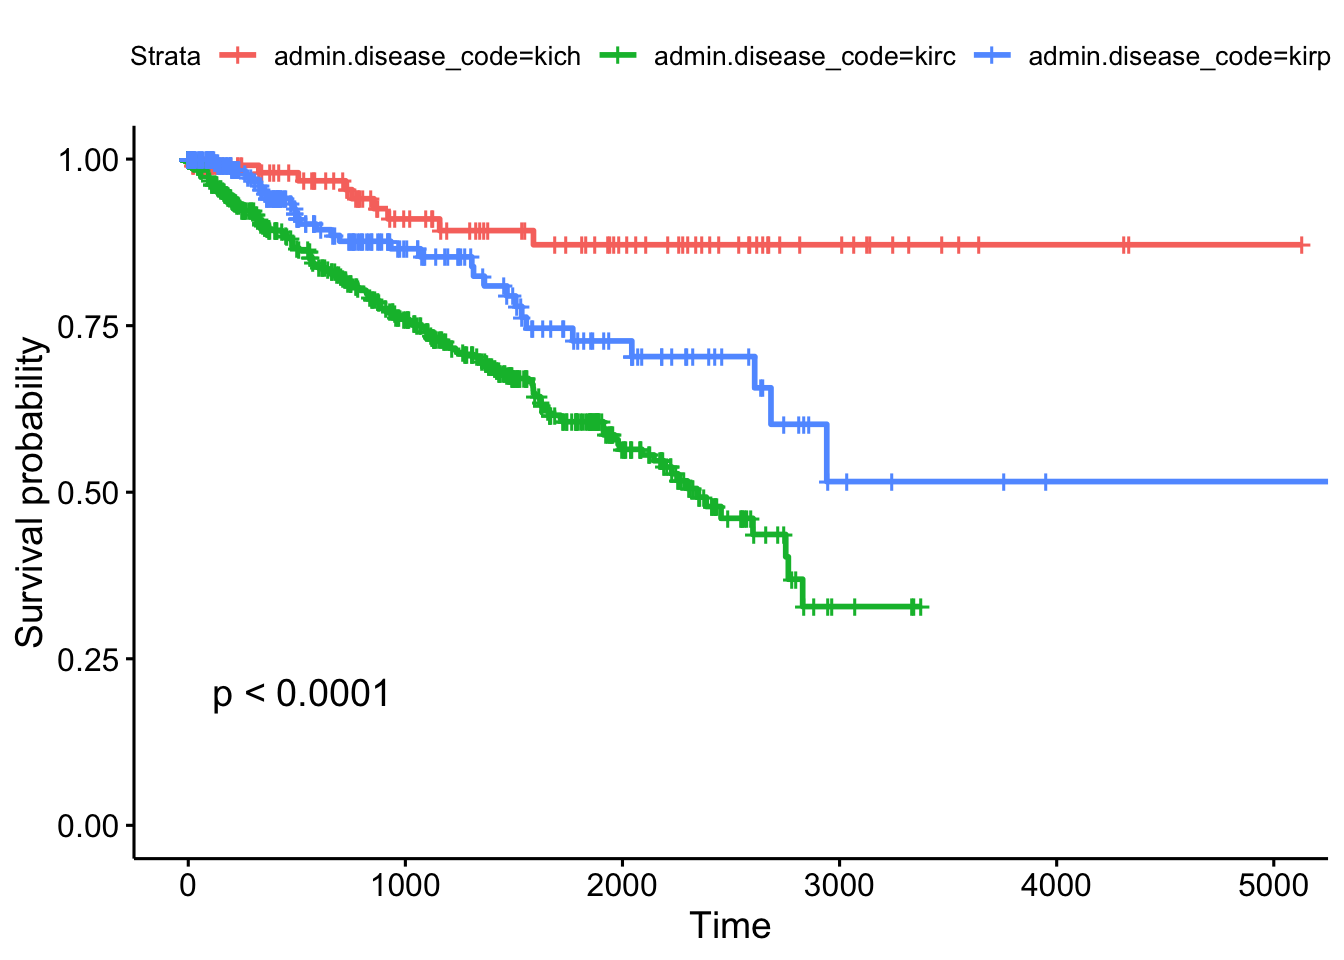 Strata admin.disease_code=kich admin.disease_code=kirc admin.disease_code=kirp
1.00
0.75
0.50
0.25
0.00
Survival probability
p < 0.0001
0 1000 2000 3000 4000 5000
Time